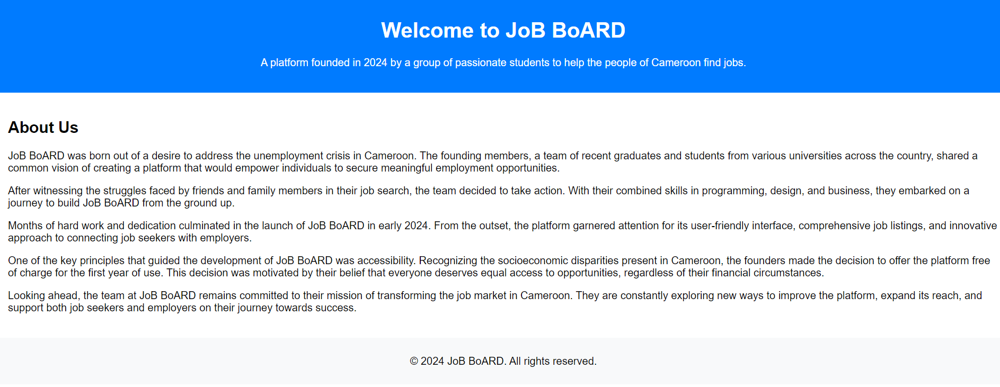 Welcome to JoB BoARD
A platform founded in 2024 by a group of passionate students to help the people of Cameroon find jobs.
About Us
JoB BoARD was born out of a desire to address the unemployment crisis in Cameroon. The founding members, a team of recent graduates and students from various universities across the country, shared a
common vision of creating a platform that would empower individuals to secure meaningful employment opportunities.
After witnessing the struggles faced by friends and family members in their job search, the team decided to take action. With their combined skills in programming, design, and business, they embarked on a
journey to build JoB BoARD from the ground up.
Months of hard work and dedication culminated in the launch of JoB BoARD in early 2024. From the outset, the platform garnered attention for its user-friendly interface, comprehensive job listings, and innovative
approach to connecting job seekers with employers.
One of the key principles that guided the development of JoB BoARD was accessibility. Recognizing the socioeconomic disparities present in Cameroon, the founders made the decision to offer the platform free
of charge for the first year of use. This decision was motivated by their belief that everyone deserves equal access to opportunities, regardless of their financial circumstances.
Looking ahead, the team at JoB BoARD remains committed to their mission of transforming the job market in Cameroon. They are constantly exploring new ways to improve the platform, expand its reach, and
support both job seekers and employers on their journey towards success.
© 2024 JoB BoARD. All rights reserved.